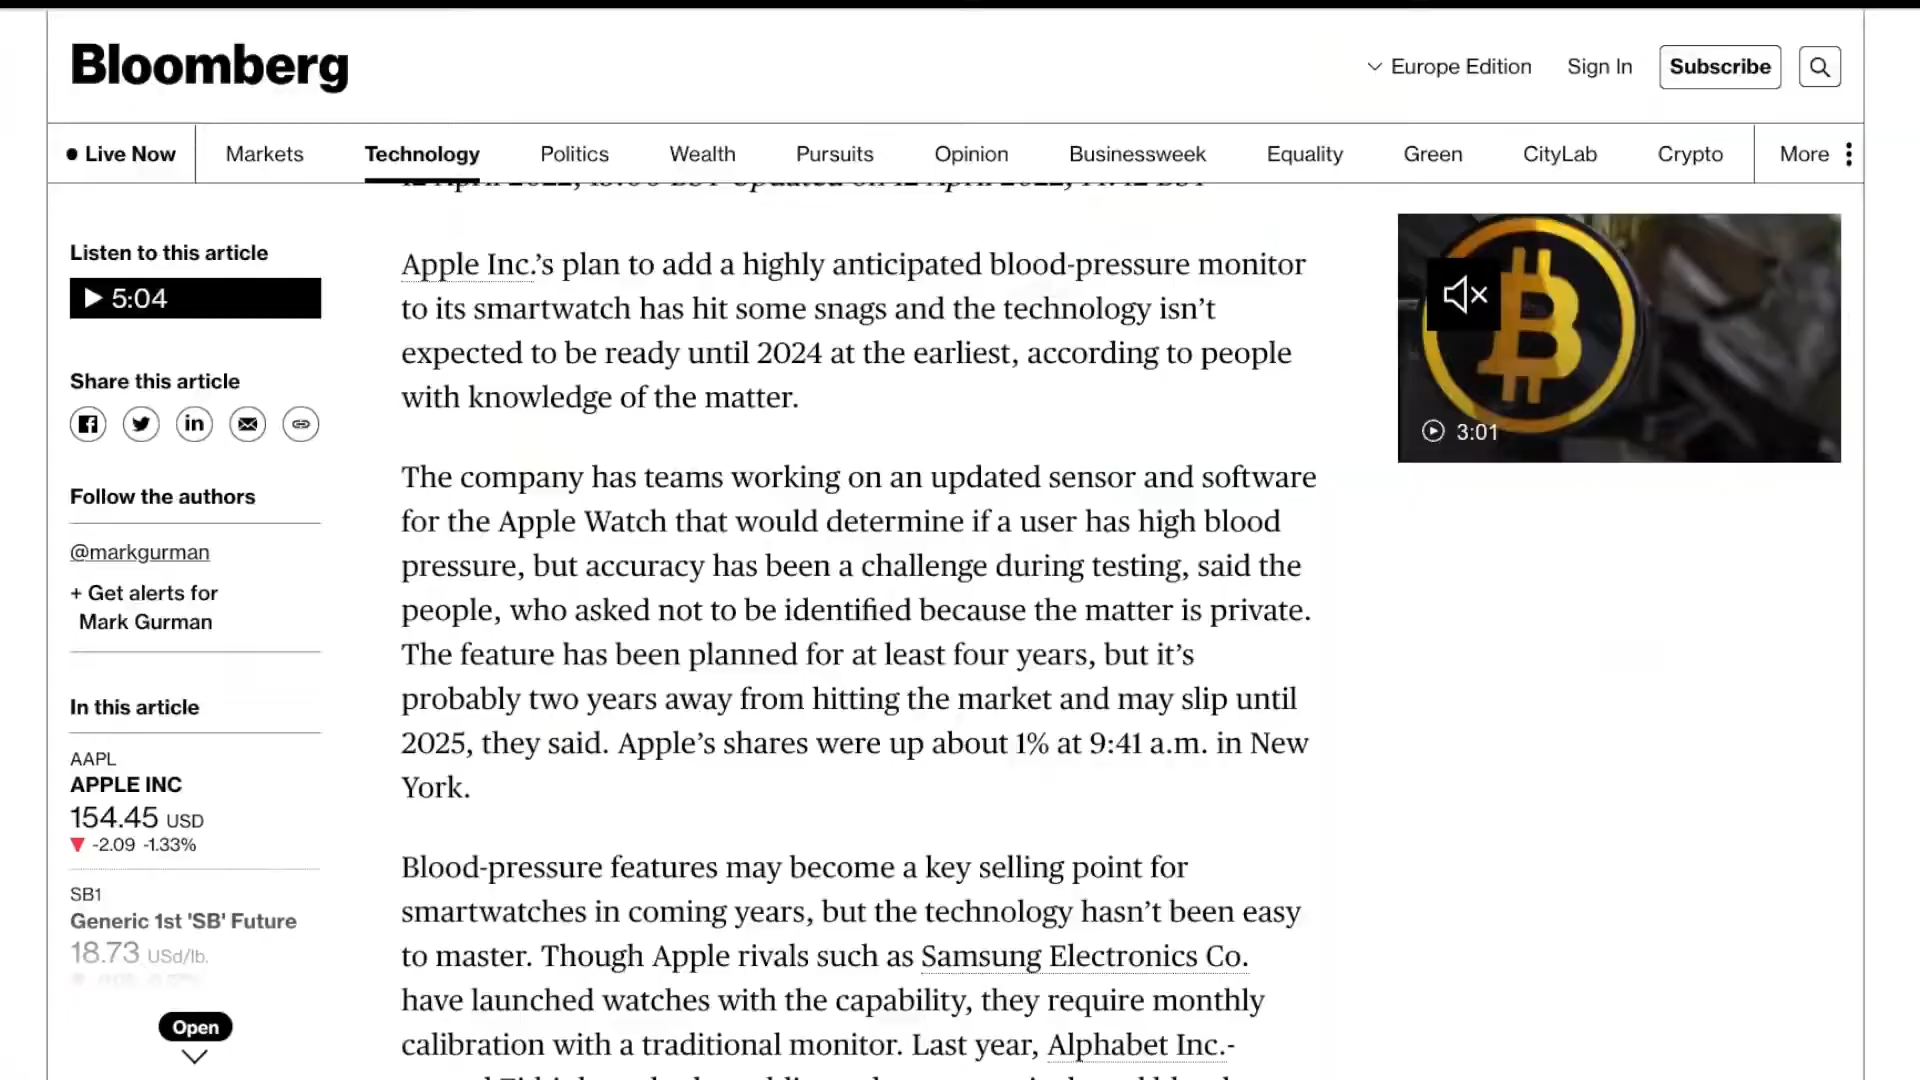 Bloomberg
Europe Edition
Sign In
Subscribe
Live Now
Markets
Technology
Politics
Wealth
Pursuits
Opinion
Businessweek
Equality
Green
CityLab
Crypto
More
Listen to this article
5:04
Share this article
Follow the authors
@markgurman
+ Get alerts for
Mark Gurman
In this article
AAPL
APPLE INC
154.45 USD
-2.09 -1.33%
SB1
Generic 1st 'SB' Future
18.73 USd/lb.
Open
Apple Inc.’s plan to add a highly anticipated blood-pressure monitor
to its smartwatch has hit some snags and the technology isn’t
expected to be ready until 2024 at the earliest, according to people
with knowledge of the matter.
The company has teams working on an updated sensor and software
for the Apple Watch that would determine if a user has high blood
pressure, but accuracy has been a challenge during testing, said the
people, who asked not to be identified because the matter is private.
The feature has been planned for at least four years, but it’s
probably two years away from hitting the market and may slip until
2025, they said. Apple’s shares were up about 1% at 9:41 a.m. in New
York.
Blood-pressure features may become a key selling point for
smartwatches in coming years, but the technology hasn’t been easy
to master. Though Apple rivals such as Samsung Electronics Co.
have launched watches with the capability, they require monthly
calibration with a traditional monitor. Last year, Alphabet Inc.-
3:01